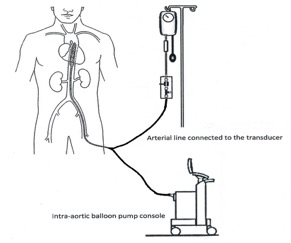 Arterial line connected to the transducer
Intra-aortic balloon pump console